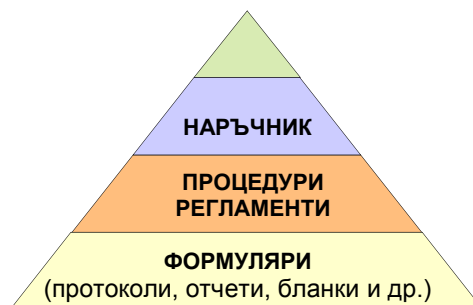 НАРЪЧНИК
ПРОЦЕДУРИ
РЕГЛАМЕНТИ
ФОРМУЛЯРИ
(протоколи, отчети, бланки и др.)